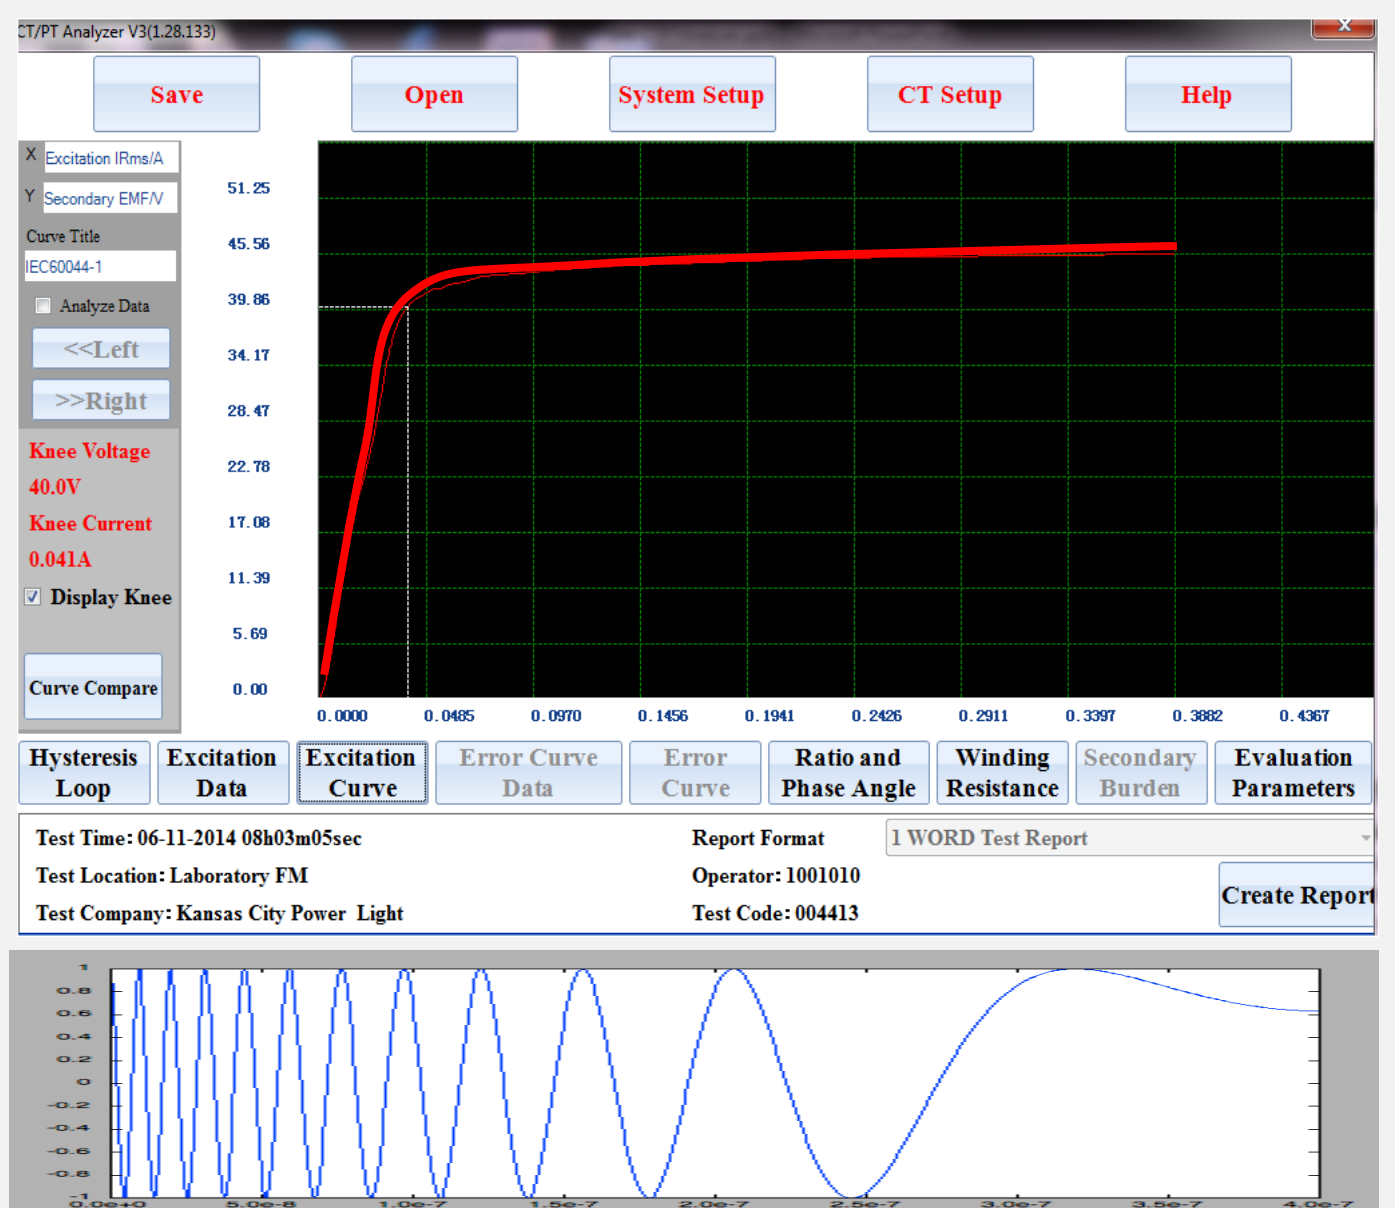 CT/PT Analyzer V3(1.28.133)
x
Save Open System Setup CT Setup Help
X Excitation IRms/A
Y Secondary EMF/V
Curve Title
IEC60044-1
Analyze Data
<<Left
>>Right
Knee Voltage
40.0V
Knee Current
0.041A
Display Knee
Curve Compare
51.25
45.56
39.86
34.17
28.47
22.78
17.08
11.39
5.69
0.00
0.0000 0.0485 0.0970 0.1456 0.1941 0.2426 0.2911 0.3397 0.3882 0.4367
Hysteresis Loop
Excitation Data
Excitation Curve
Error Curve Data
Error Curve
Ratio and Phase Angle
Winding Resistance
Secondary Burden
Evaluation Parameters
Test Time: 06-11-2014 08h03m05sec
Report Format 1 WORD Test Report
Test Location: Laboratory FM
Operator: 1001010
Create Report
Test Company: Kansas City Power Light
Test Code: 004413
1
0.8
0.6
0.4
0.2
0
-0.2
-0.4
-0.6
-0.8
-1
0.0e+0 5.0e-8 1.0e-7 1.5e-7 2.0e-7 2.5e-7 3.0e-7 3.5e-7 4.0e-7